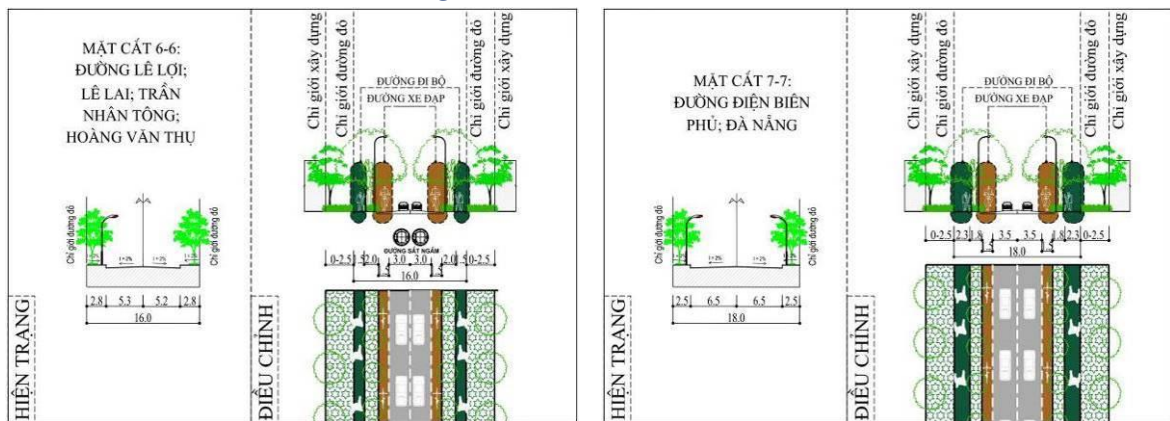 MẶT CẮT 6-6:
ĐƯỜNG LÊ LỢI;
LÊ LAI; TRẦN
NHÂN TÔNG;
HOÀNG VĂN THỤ
Chỉ giới đường đỏ
Chỉ giới đường đỏ
i=2%
i=2%
2.8 5.3 5.2 2.8
16.0
HIỆN TRẠNG
Chỉ giới xây dựng
Chỉ giới đường đỏ
ĐƯỜNG ĐI BỘ
ĐƯỜNG XE ĐẠP
Chỉ giới đường đỏ
Chỉ giới xây dựng
ĐƯỜNG SẮT NGẦM
0-2.5 2.0 3.0 3.0 2.0 0-2.5
16.0
ĐIỀU CHỈNH
MẶT CẮT 7-7:
ĐƯỜNG ĐIỆN BIÊN
PHỦ; ĐÀ NẴNG
Chỉ giới đường đỏ
Chỉ giới đường đỏ
i=2%
i=2%
2.5 6.5 6.5 2.5
18.0
HIỆN TRẠNG
Chỉ giới xây dựng
Chỉ giới đường đỏ
ĐƯỜNG ĐI BỘ
ĐƯỜNG XE ĐẠP
Chỉ giới đường đỏ
Chỉ giới xây dựng
0-2.5 2.3 1.8 3.5 3.5 1.8 2.3 0-2.5
18.0
ĐIỀU CHỈNH